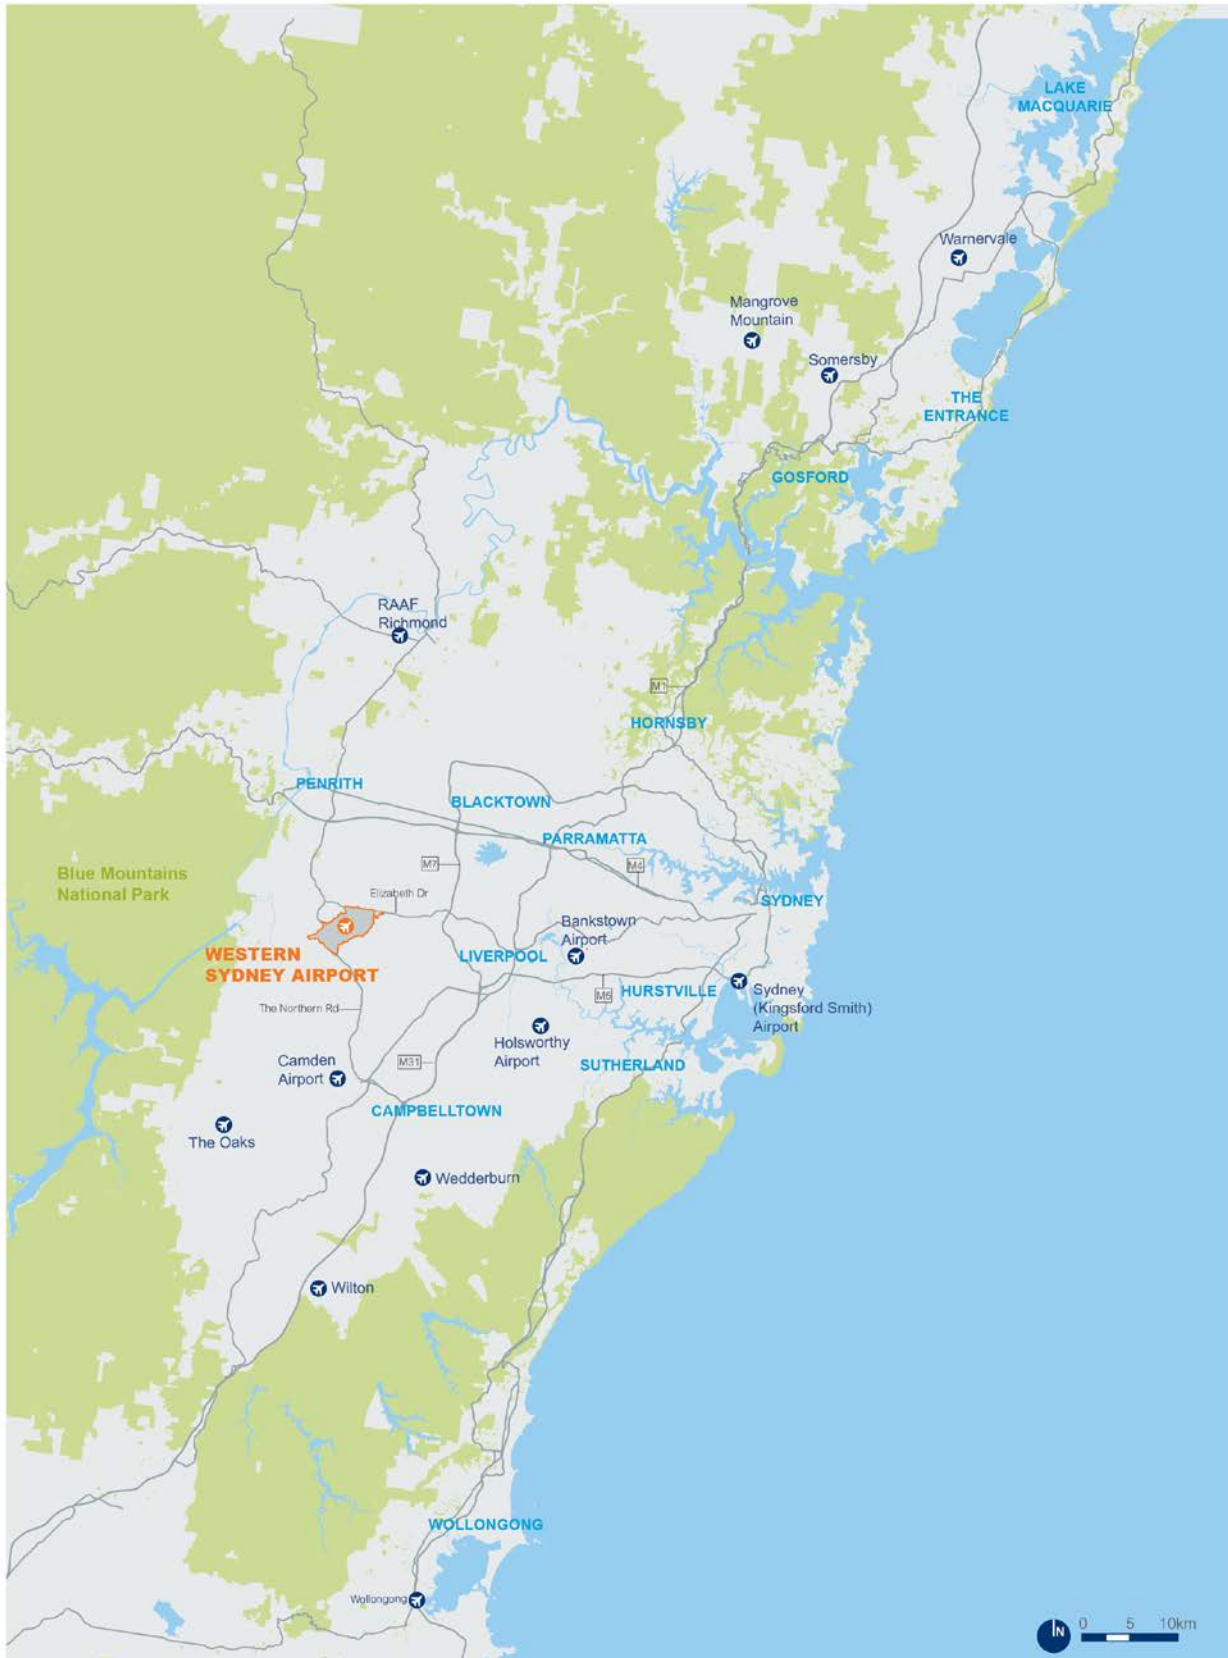 LAKE
MACQUARIE
Warnervale
Mangrove
Mountain
Somersby
THE
ENTRANCE
GOSFORD
RAAF
Richmond
M1
HORNSBY
PENRITH
BLACKTOWN
PARRAMATTA
M7
M4
Blue Mountains
National Park
Elizabeth Dr
SYDNEY
Bankstown
Airport
WESTERN
SYDNEY AIRPORT
LIVERPOOL
HURSTVILLE
Sydney
(Kingsford Smith)
Airport
The Northern Rd
Holsworthy
Airport
M31
Camden
Airport
SUTHERLAND
CAMPBELLTOWN
The Oaks
Wedderburn
Wilton
WOLLONGONG
Wollongong
N
0 5 10km